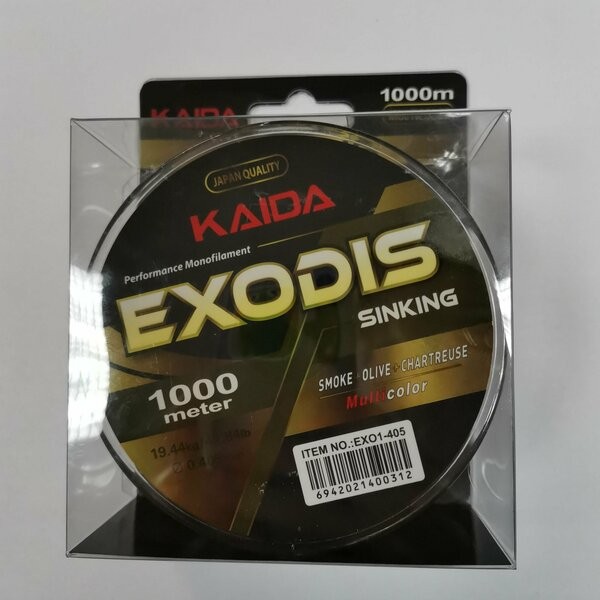 1000m
KAIDA
JAPAN QUALITY
KAIDA
Performance Monofilament
EXODIS
SINKING
1000
meter
SMOKE OLIVE CHARTREUSE
Multicolor
ITEM NO.:EXO1-405
6942021400312